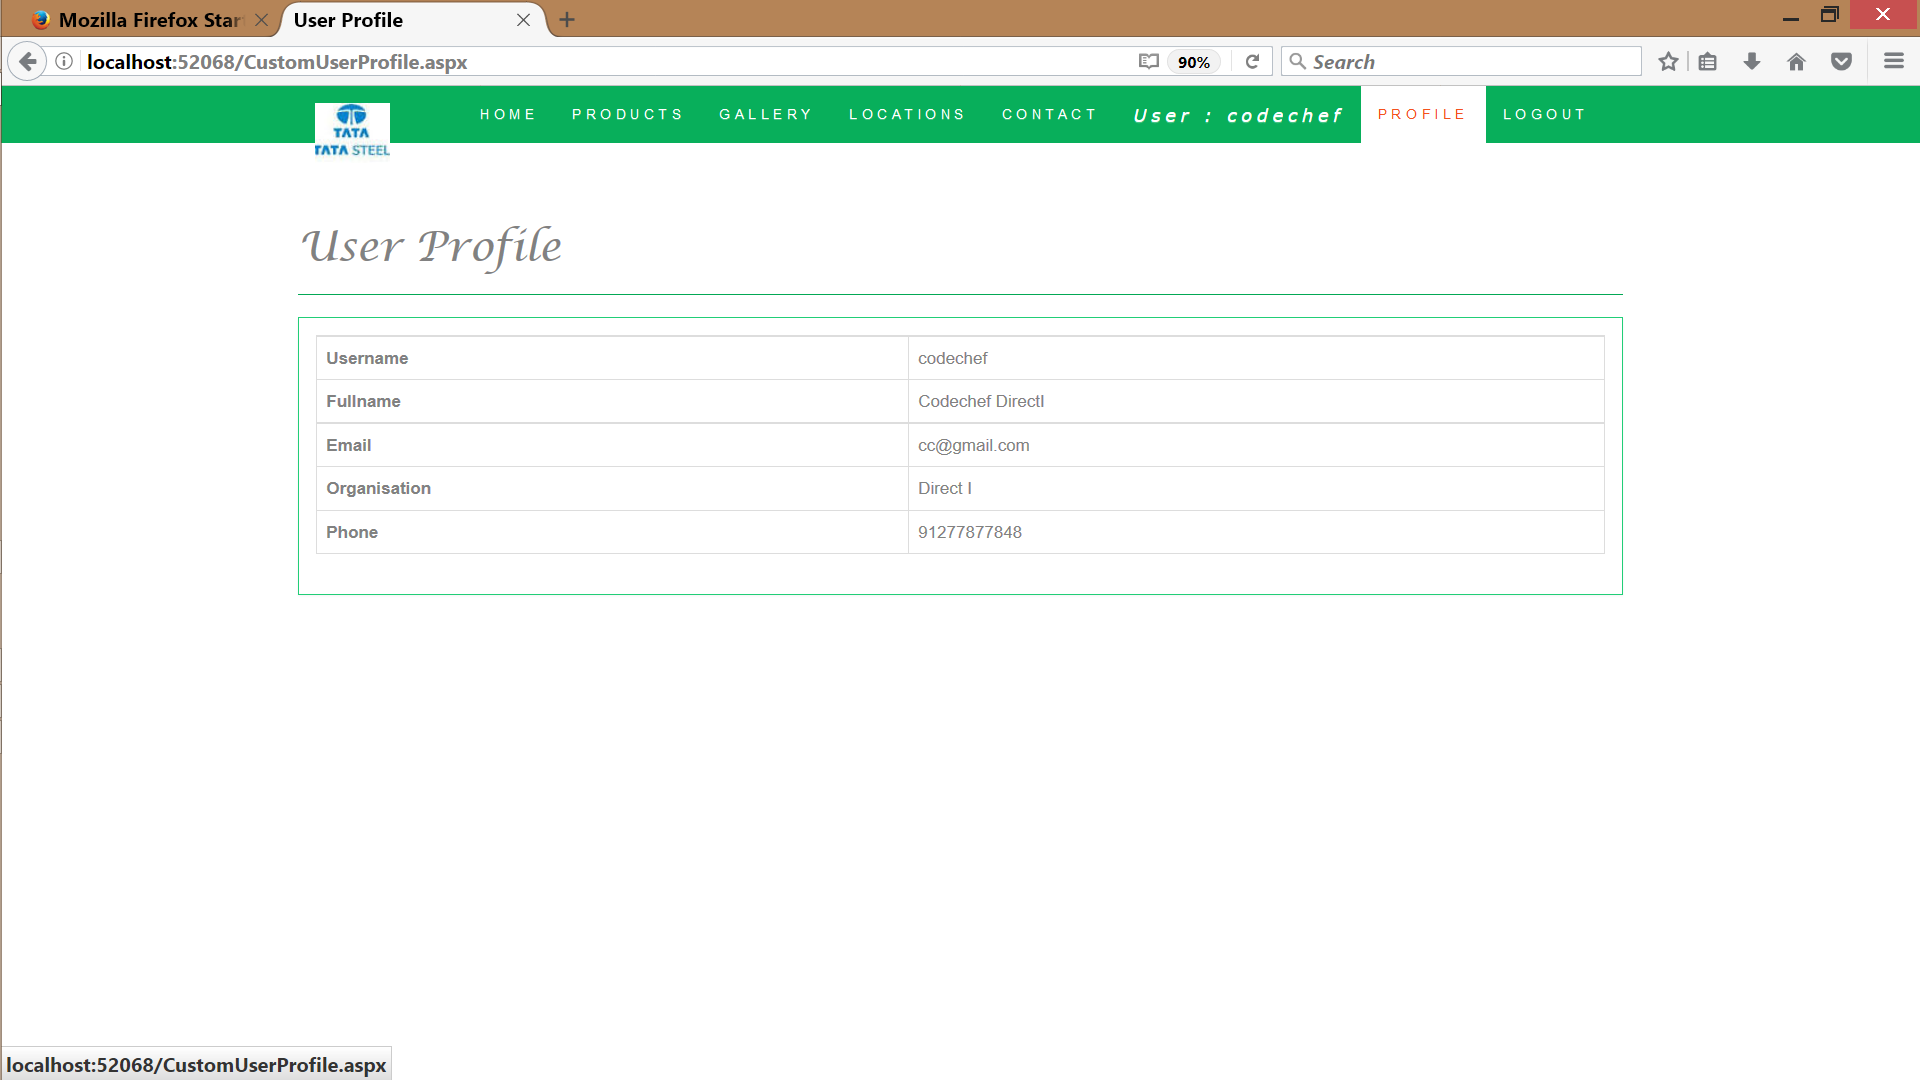 Mozilla Firefox Star
User Profile
localhost:52068/CustomUserProfile.aspx
90%
Search
TATA
TATA STEEL
HOME
PRODUCTS
GALLERY
LOCATIONS
CONTACT
User : codechef
PROFILE
LOGOUT
User Profile
Username codechef
Fullname Codechef DirectI
Email cc@gmail.com
Organisation Direct I
Phone 91277877848
localhost:52068/CustomUserProfile.aspx